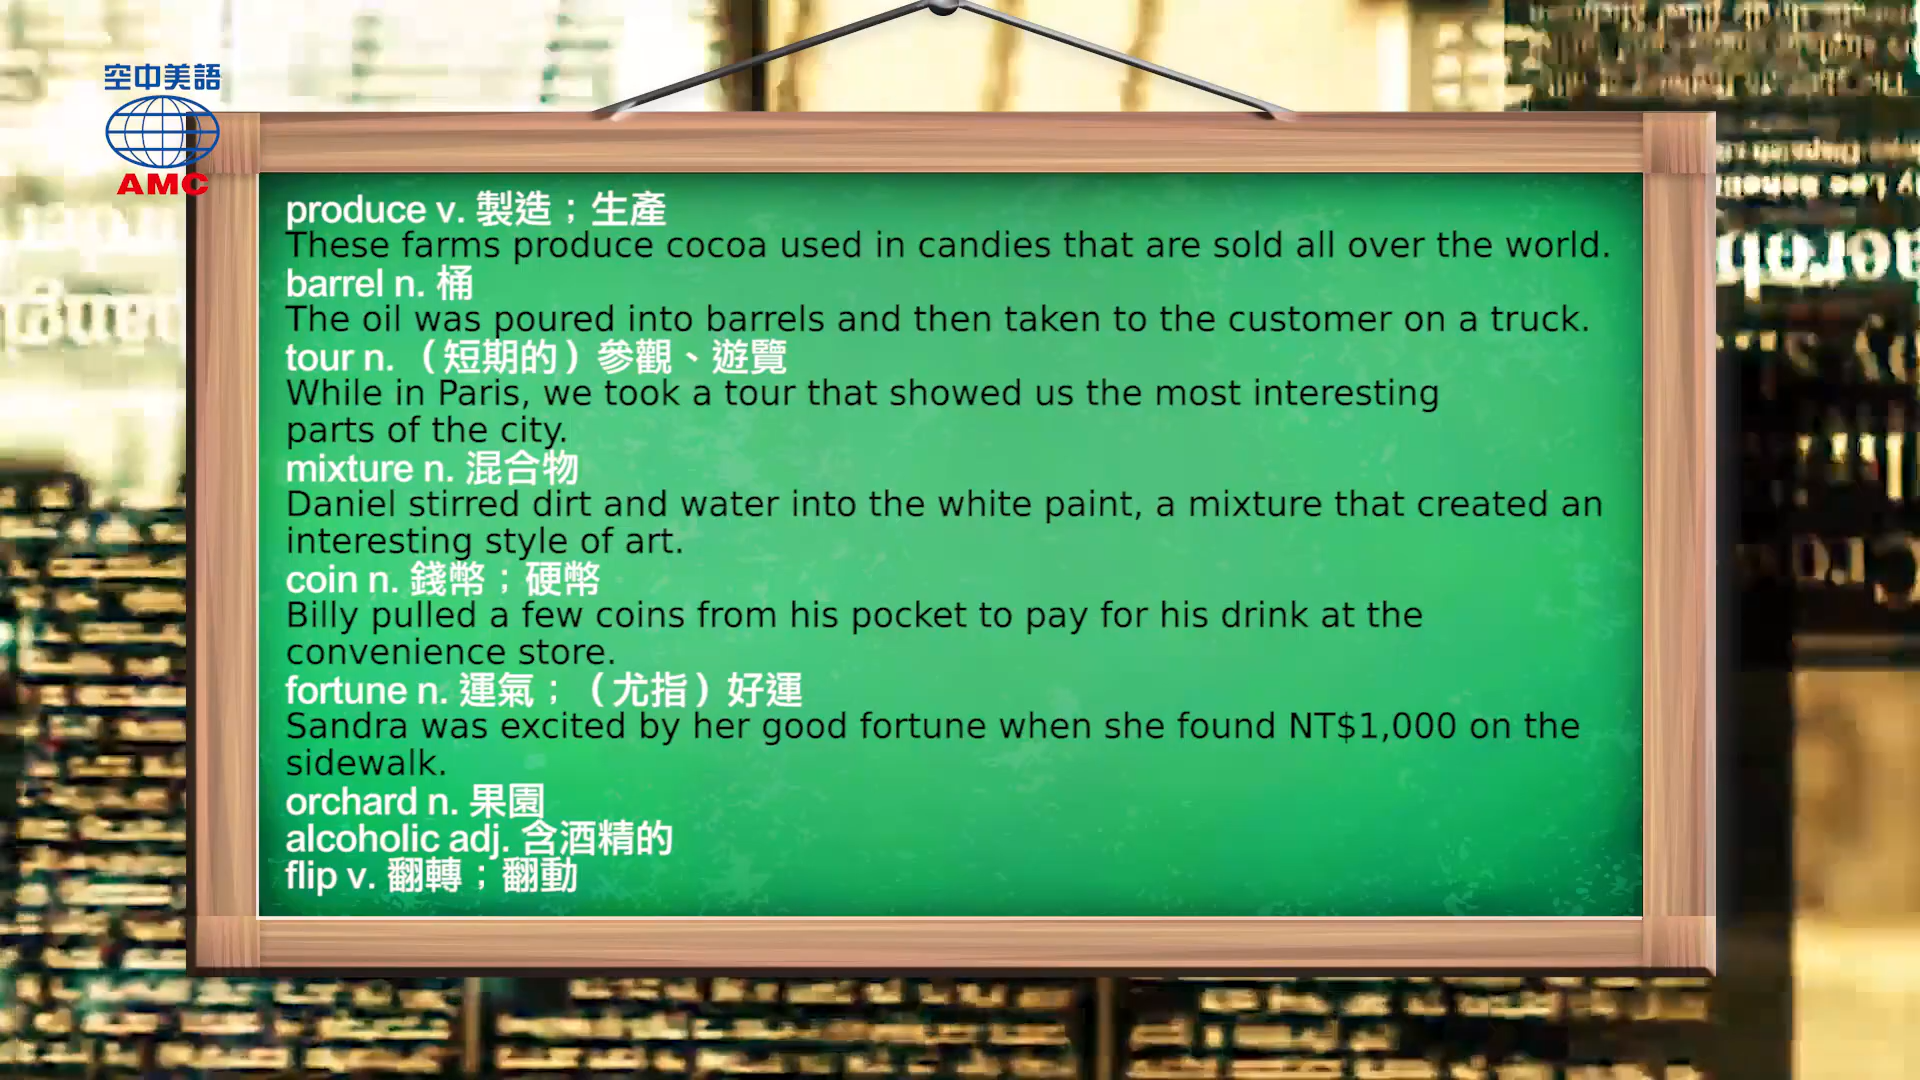 空中美語
AMC
produce v. 製造；生產
These farms produce cocoa used in candies that are sold all over the world.
barrel n. 桶
The oil was poured into barrels and then taken to the customer on a truck.
tour n.（短期的）參觀、遊覽
While in Paris, we took a tour that showed us the most interesting
parts of the city.
mixture n. 混合物
Daniel stirred dirt and water into the white paint, a mixture that created an
interesting style of art.
coin n. 錢幣；硬幣
Billy pulled a few coins from his pocket to pay for his drink at the
convenience store.
fortune n. 運氣；（尤指）好運
Sandra was excited by her good fortune when she found NT$1,000 on the
sidewalk.
orchard n. 果園
alcoholic adj. 含酒精的
flip v. 翻轉；翻動